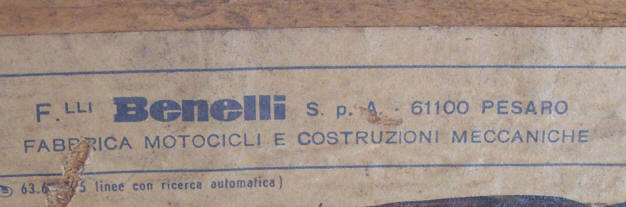 F.LLI Benelli S. p. A. - 61100 PESARO
FABBRICA MOTOCICLI E COSTRUZIONI MECCANICHE
linee con ricerca automatica)